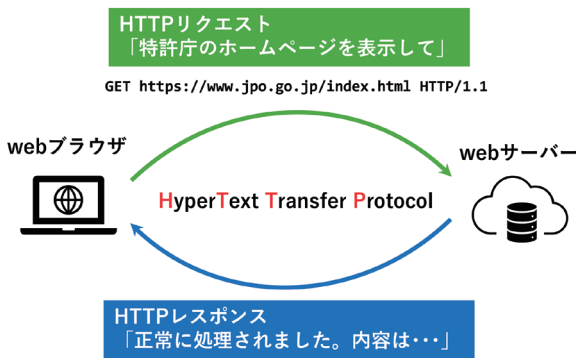 HTTPリクエスト
「特許庁のホームページを表示して」
GET https://www.jpo.go.jp/index.html HTTP/1.1
webブラウザ
webサーバー
HyperText Transfer Protocol
HTTPレスポンス
「正常に処理されました。内容は･･･」